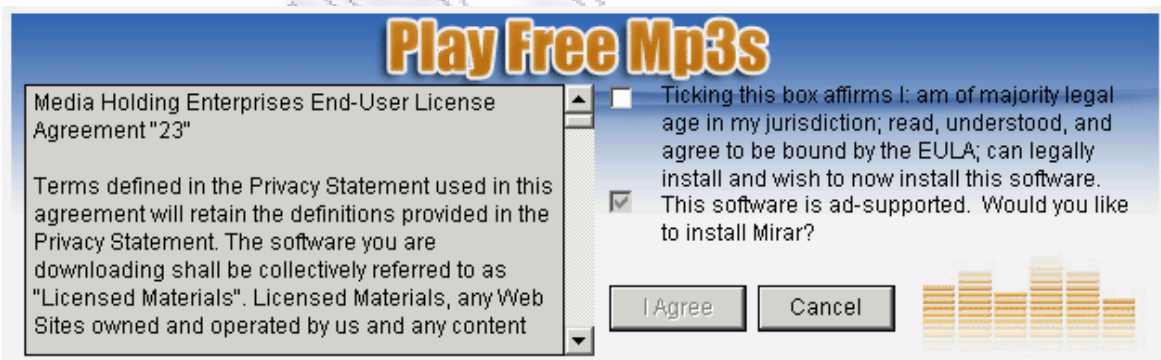 Play Free Mp3s
Media Holding Enterprises End-User License
Agreement "23"
Terms defined in the Privacy Statement used in this
agreement will retain the definitions provided in the
Privacy Statement. The software you are
downloading shall be collectively referred to as
"Licensed Materials". Licensed Materials, any Web
Sites owned and operated by us and any content
Ticking this box affirms I: am of majority legal
age in my jurisdiction; read, understood, and
agree to be bound by the EULA; can legally
install and wish to now install this software.
This software is ad-supported.  Would you like
to install Mirar?
I Agree
Cancel